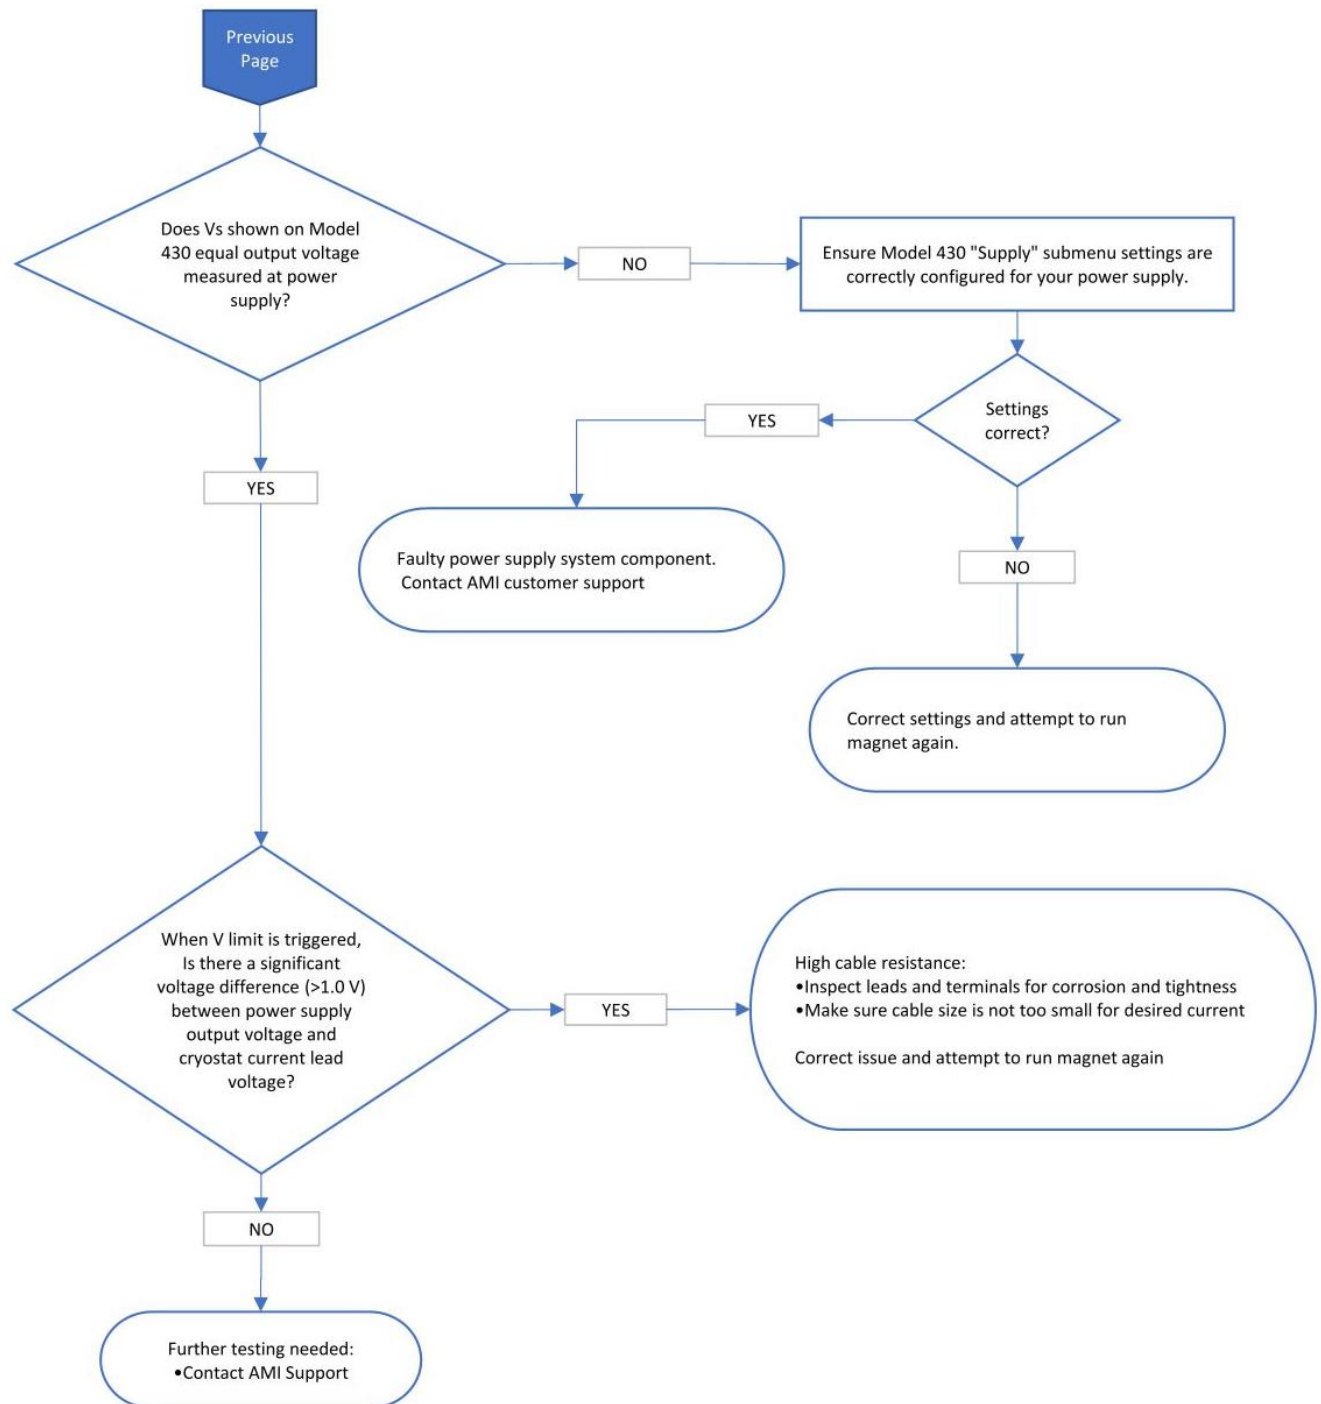 Previous
Page
Does Vs shown on Model
430 equal output voltage
measured at power
supply?
NO
Ensure Model 430 "Supply" submenu settings are
correctly configured for your power supply.
Settings
correct?
YES
YES
Faulty power supply system component.
Contact AMI customer support
NO
Correct settings and attempt to run
magnet again.
When V limit is triggered,
Is there a significant
voltage difference (>1.0 V)
between power supply
output voltage and
cryostat current lead
voltage?
YES
High cable resistance:
•Inspect leads and terminals for corrosion and tightness
•Make sure cable size is not too small for desired current
Correct issue and attempt to run magnet again
NO
Further testing needed:
•Contact AMI Support